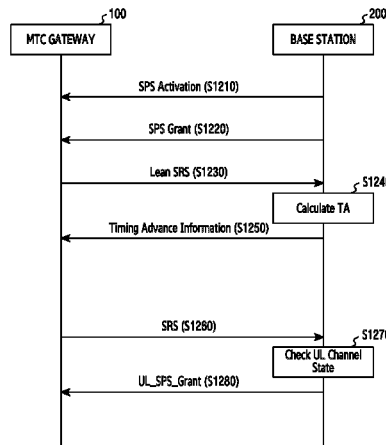 100
200
MTC GATEWAY
BASE STATION
SPS Activation (S1210)
SPS Grant (S1220)
Lean SRS (S1230)
Calculate TA
Timing Advance Information (S1250)
SRS (S1260)
S1270
Check UL Channel
State
UL_SPS_Grant (S1280)